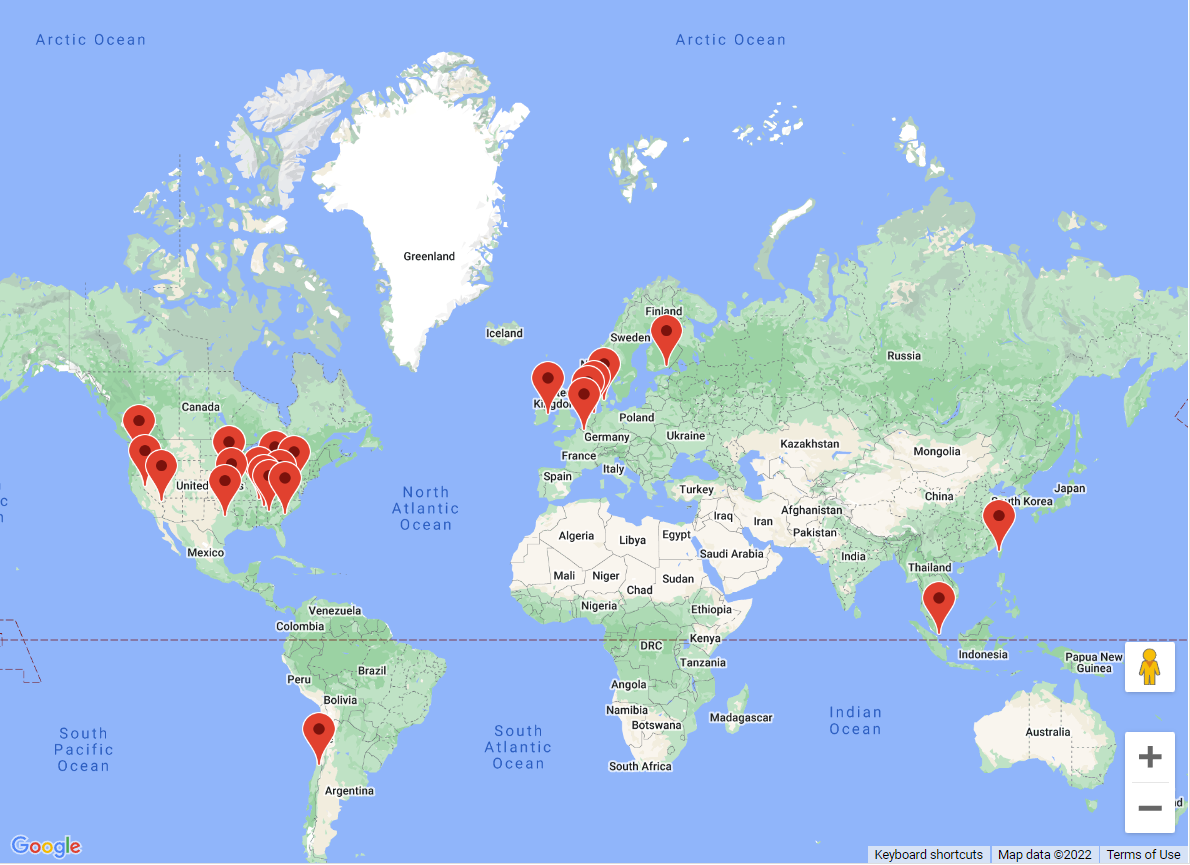 Arctic Ocean
Arctic Ocean
Greenland
Iceland
Finland
Sweden
Russia
Kingdo
Canada
Poland
Germany
Ukraine
Kazakhstan
Mongolia
France
Italy
Spain
United
s
Turkey
China
South Korea
Japan
North
Atlantic
Ocean
Afghanistan
Iraq
Iran
Pakistan
Algeria
Libya
Egypt
Mexico
Saudi Arabia
India
Thailand
Mali
Niger
Sudan
Chad
Nigeria
Ethiopia
Venezuela
Colombia
DRC
Kenya
Indonesia
Papua New
Guinea
Tanzania
Brazil
Peru
Angola
Bolivia
Namibia
Botswana
Madagascar
Indian
Ocean
South
Pacific
Ocean
South
Atlantic
Ocean
Australia
South Africa
Argentina
Google
Keyboard shortcuts
Map data ©2022
Terms of Use